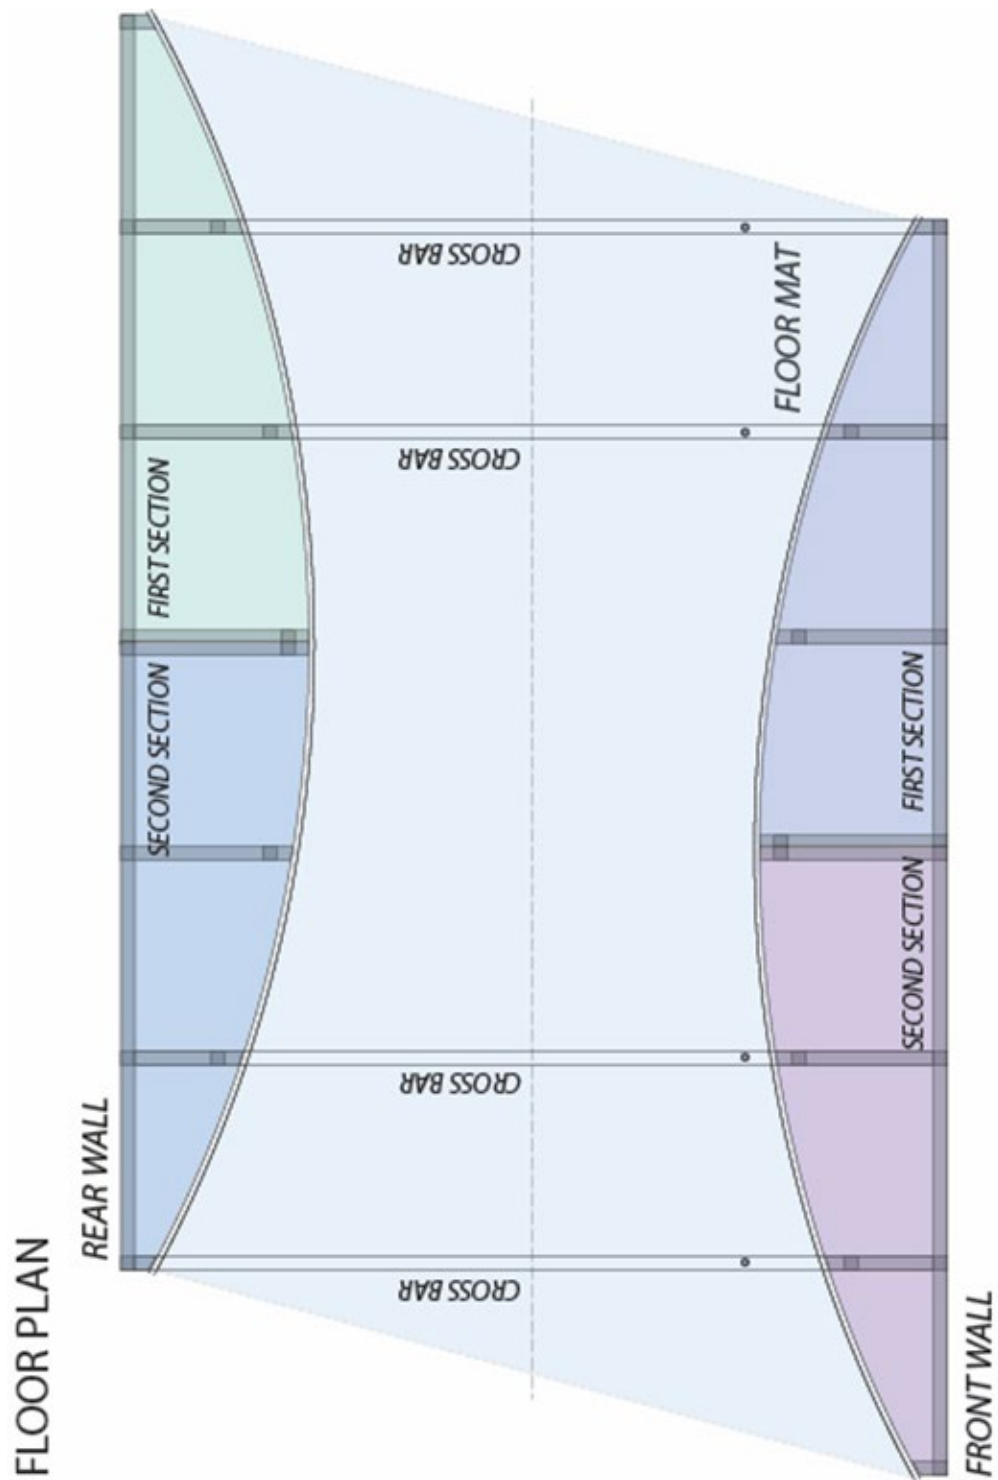 FLOOR PLAN
REAR WALL
SECOND SECTION
FIRST SECTION
CROSS BAR
CROSS BAR
CROSS BAR
CROSS BAR
FLOOR MAT
SECOND SECTION
FIRST SECTION
FRONT WALL